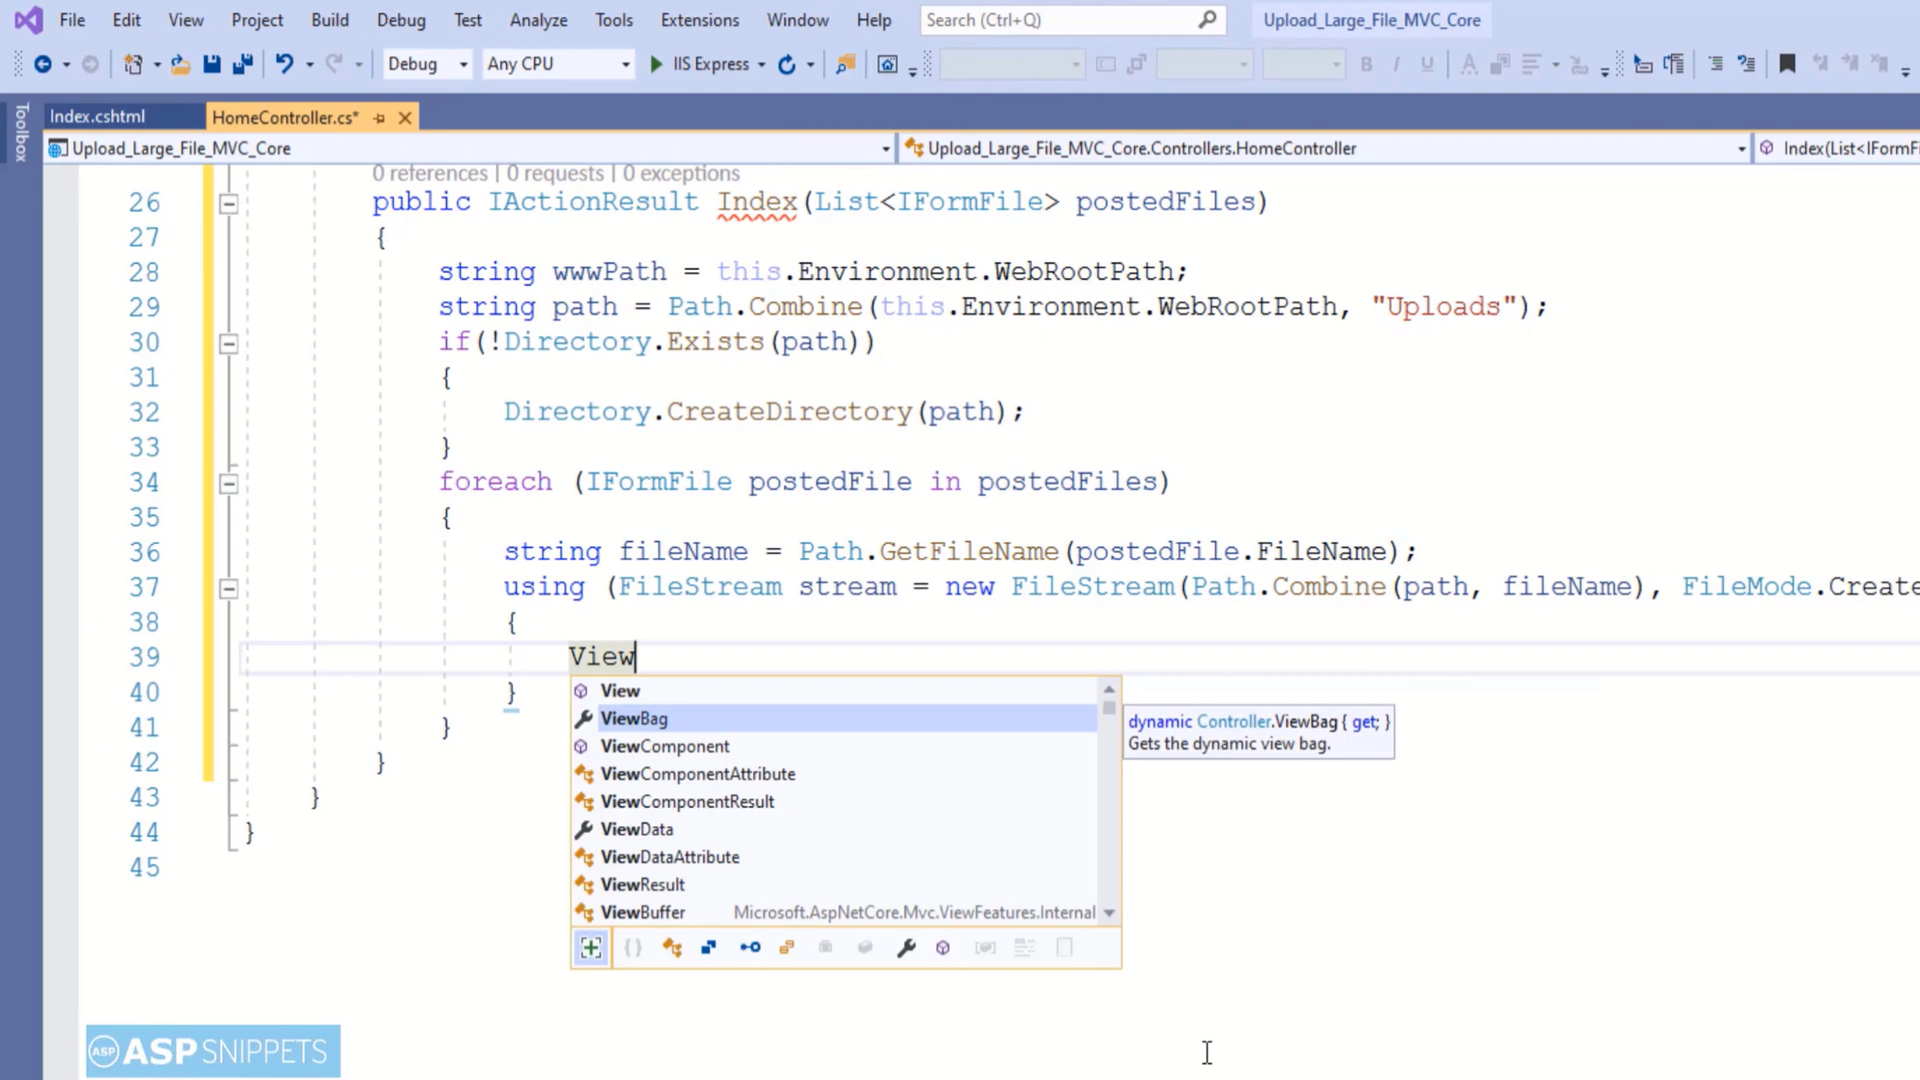 File Edit View Project Build Debug Test Analyze Tools Extensions Window Help Search (Ctrl+Q) Upload_Large_File_MVC_Core
Debug Any CPU IIS Express
Toolbox
Index.cshtml HomeController.cs*
Upload_Large_File_MVC_Core Upload_Large_File_MVC_Core.Controllers.HomeController Index(List<IFormFi
0 references | 0 requests | 0 exceptions
26 public IActionResult Index(List<IFormFile> postedFiles)
27 {
28 string wwwPath = this.Environment.WebRootPath;
29 string path = Path.Combine(this.Environment.WebRootPath, "Uploads");
30 if(!Directory.Exists(path))
31 {
32 Directory.CreateDirectory(path);
33 }
34 foreach (IFormFile postedFile in postedFiles)
35 {
36 string fileName = Path.GetFileName(postedFile.FileName);
37 using (FileStream stream = new FileStream(Path.Combine(path, fileName), FileMode.Create
38 {
39 View
40 }
41 }
42 }
43 }
44 }
45
View
ViewBag
ViewComponent
ViewComponentAttribute
ViewComponentResult
ViewData
ViewDataAttribute
ViewResult
ViewBuffer Microsoft.AspNetCore.Mvc.ViewFeatures.Internal
dynamic Controller.ViewBag { get; }
Gets the dynamic view bag.
ASP ASPSNIPPETS